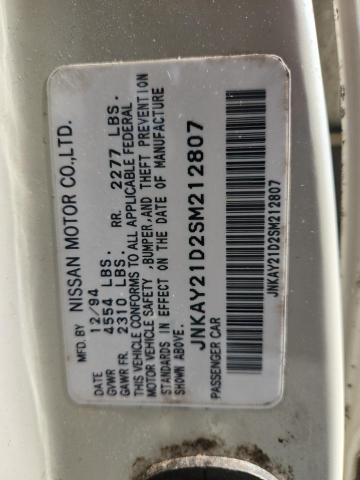 MFD. BY NISSAN MOTOR CO.,LTD.
DATE 12/94
GVWR 4554 LBS.
GAWR FR. 2310 LBS. RR. 2277 LBS.
THIS VEHICLE CONFORMS TO ALL APPLICABLE FEDERAL
MOTOR VEHICLE SAFETY ,BUMPER,AND THEFT PREVENTION
STANDARDS IN EFFECT ON THE DATE OF MANUFACTURE
SHOWN ABOVE.
JNKAY21D2SM212807
PASSENGER CAR JNKAY21D2SM212807